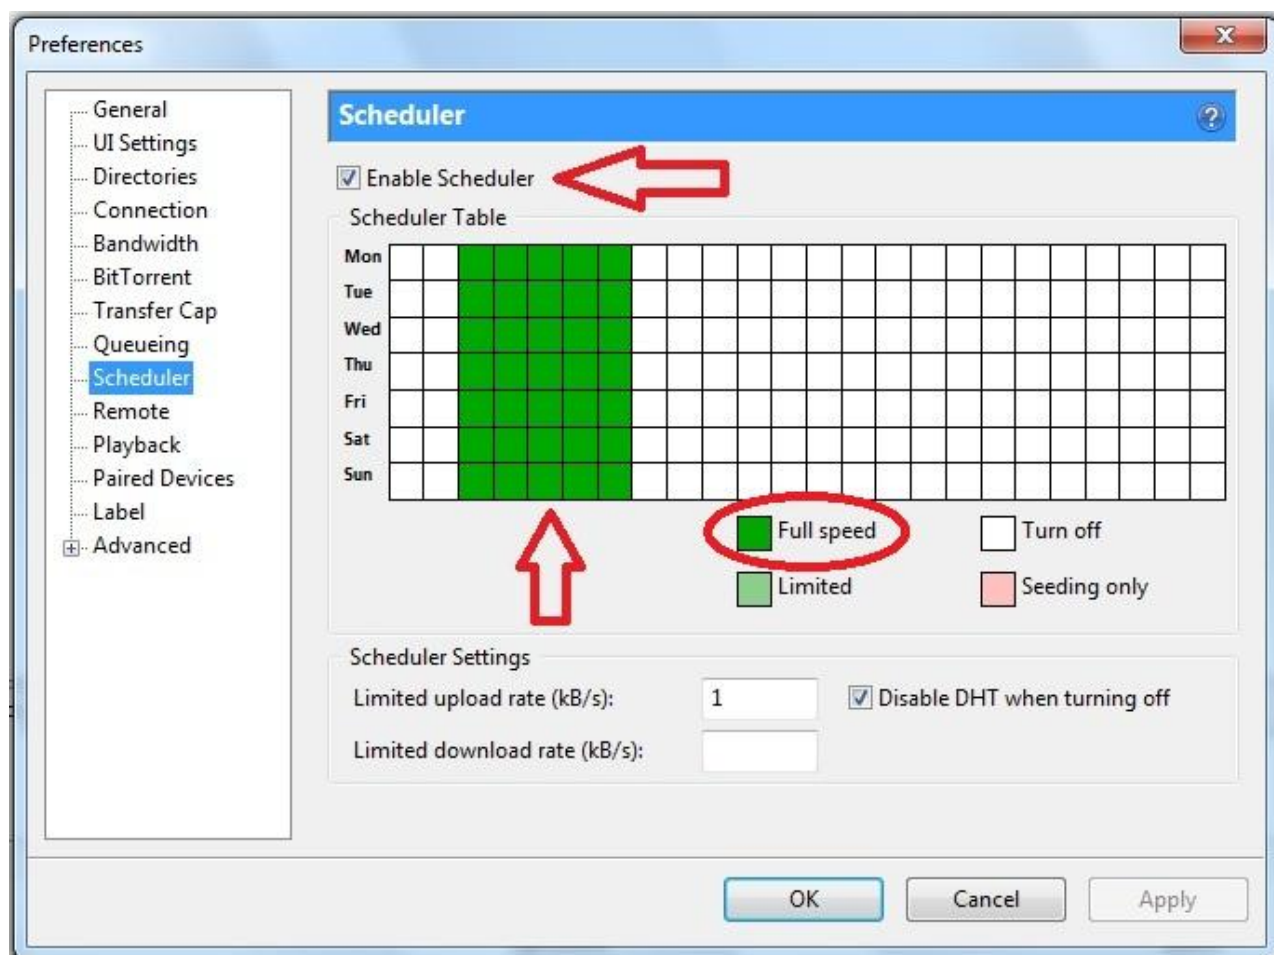 Preferences
General
UI Settings
Directories
Connection
Bandwidth
BitTorrent
Transfer Cap
Queueing
Scheduler
Remote
Playback
Paired Devices
Label
Advanced
Scheduler
Enable Scheduler
Scheduler Table
Mon
Tue
Wed
Thu
Fri
Sat
Sun
Full speed
Turn off
Limited
Seeding only
Scheduler Settings
Limited upload rate (kB/s): 1 Disable DHT when turning off
Limited download rate (kB/s):
OK Cancel Apply